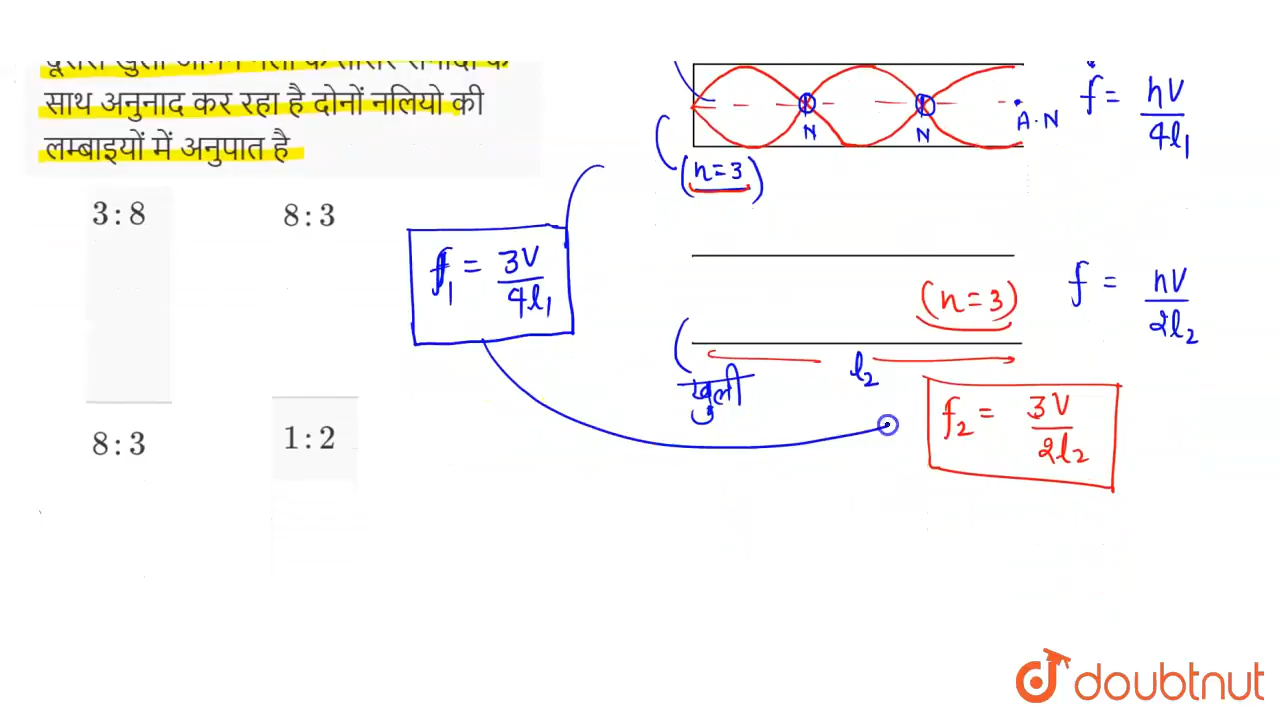 साथ अनुनाद कर रहा है दोनों नलियो की
लम्बाइयों में अनुपात है
3 : 8
8 : 3
8 : 3
1 : 2
N
N
A.N
f = nV/4l₁
(n=3)
f₁ = 3V/4l₁
(n=3)
f = nV/2l₂
l₂
खुली
f₂ = 3V/2l₂
doubtnut